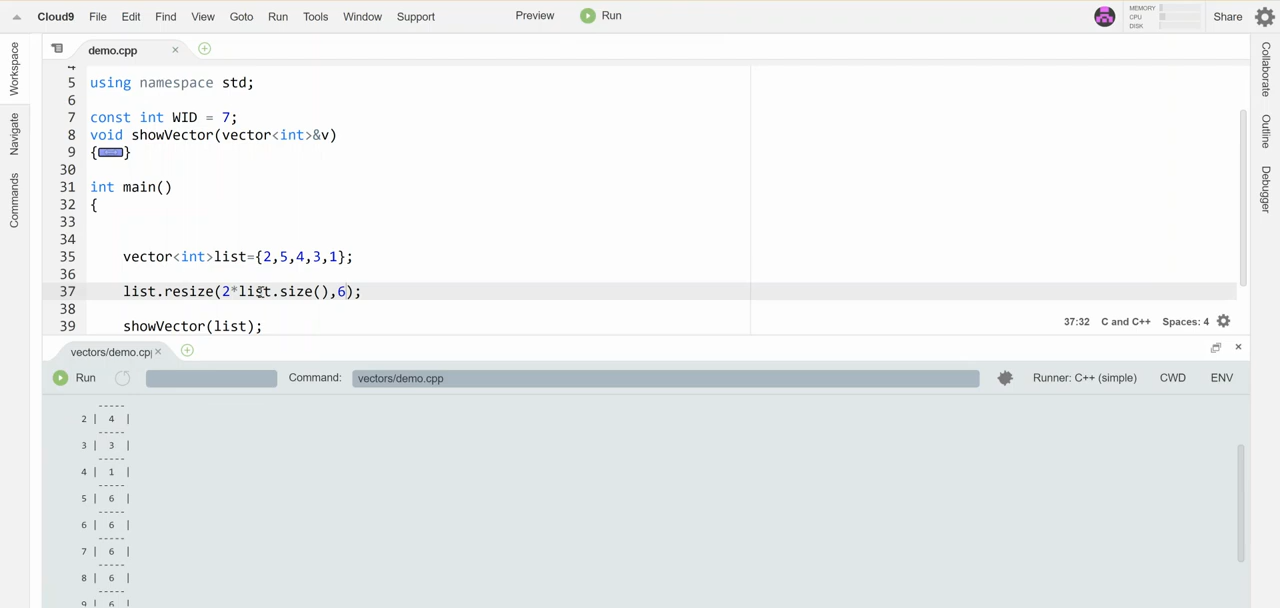 Cloud9 File Edit Find View Goto Run Tools Window Support Preview Run MEMORY CPU DISK Share
Workspace
Navigate
Commands
Collaborate
Outline
Debugger
demo.cpp
4
5 using namespace std;
6
7 const int WID = 7;
8 void showVector(vector<int>&v)
9 {}
30
31 int main()
32 {
33
34
35 vector<int>list={2,5,4,3,1};
36
37 list.resize(2*list.size(),6);
38
39 showVector(list);
37:32 C and C++ Spaces: 4
vectors/demo.cp
Run Command: vectors/demo.cpp Runner: C++ (simple) CWD ENV
-----
2 | 4 |
-----
3 | 3 |
-----
4 | 1 |
-----
5 | 6 |
-----
6 | 6 |
-----
7 | 6 |
-----
8 | 6 |
-----
9 | 6 |